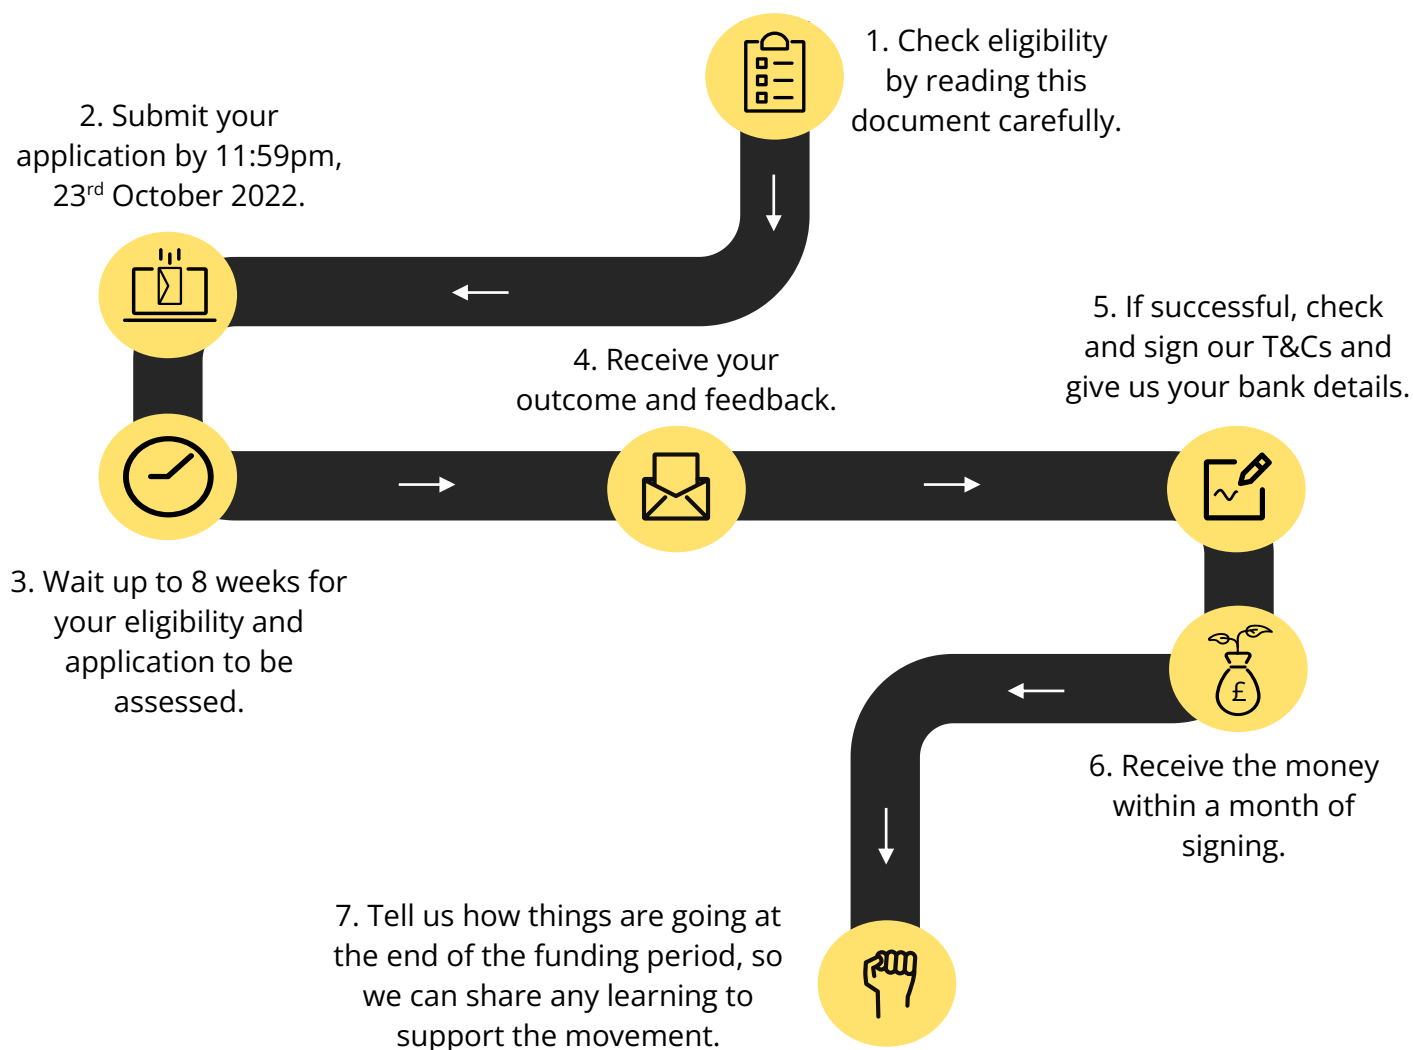 1. Check eligibility
by reading this
document carefully.
2. Submit your
application by 11:59pm,
23rd October 2022.
3. Wait up to 8 weeks for
your eligibility and
application to be
assessed.
4. Receive your
outcome and feedback.
5. If successful, check
and sign our T&Cs and
give us your bank details.
£
6. Receive the money
within a month of
signing.
7. Tell us how things are going at
the end of the funding period, so
we can share any learning to
support the movement.